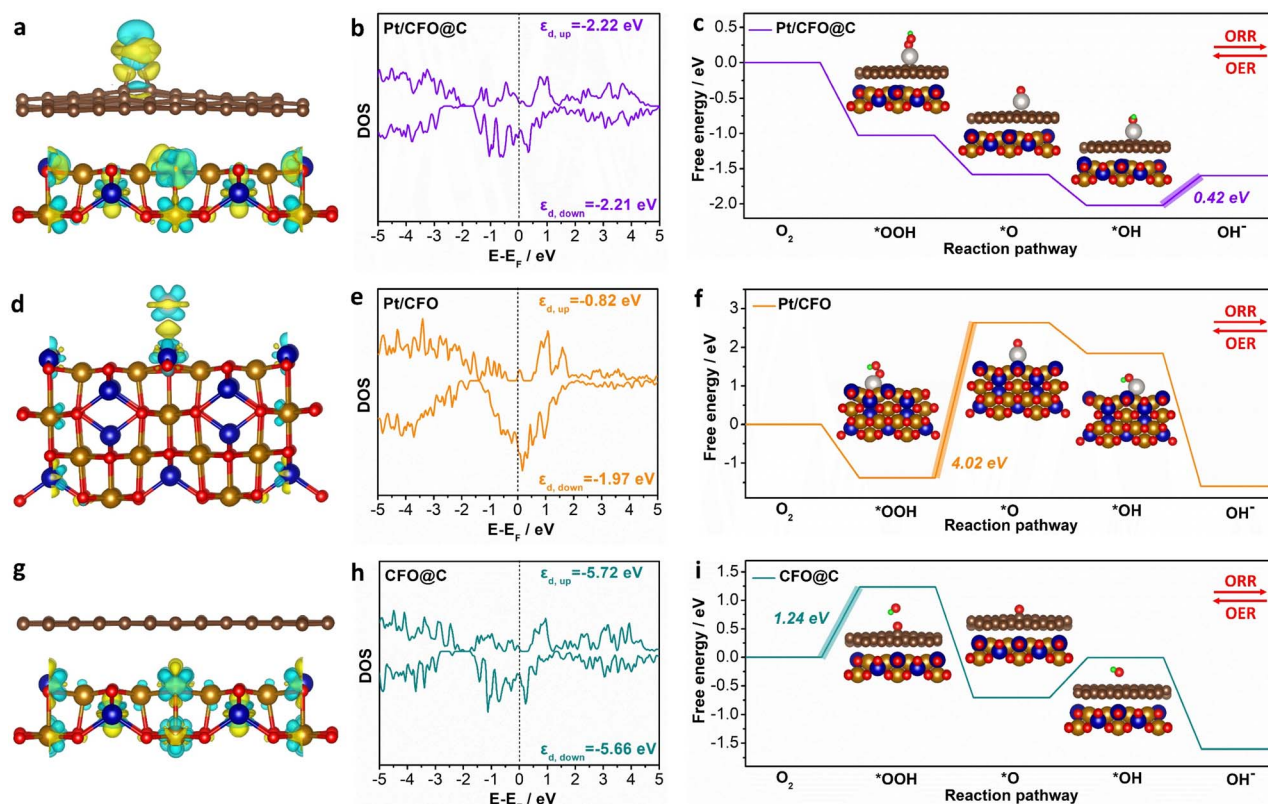 a
b
Pt/CFO@C
εd, up=-2.22 eV
DOS
εd, down=-2.21 eV
-5 -4 -3 -2 -1 0 1 2 3 4 5
E-EF / eV
c
Pt/CFO@C
ORR
OER
Free energy / eV
0.0
-0.5
-1.0
-1.5
-2.0
0.42 eV
O2 *OOH *O *OH OH-
Reaction pathway
d
e
Pt/CFO
εd, up=-0.82 eV
DOS
εd, down=-1.97 eV
-5 -4 -3 -2 -1 0 1 2 3 4 5
E-EF / eV
f
Pt/CFO
ORR
OER
Free energy / eV
3
2
1
0
-1
4.02 eV
O2 *OOH *O *OH OH-
Reaction pathway
g
h
CFO@C
εd, up=-5.72 eV
DOS
εd, down=-5.66 eV
-5 -4 -3 -2 -1 0 1 2 3 4 5
E-EF / eV
i
CFO@C
ORR
OER
Free energy / eV
1.5
1.0
0.5
0.0
-0.5
-1.0
-1.5
1.24 eV
O2 *OOH *O *OH OH-
Reaction pathway